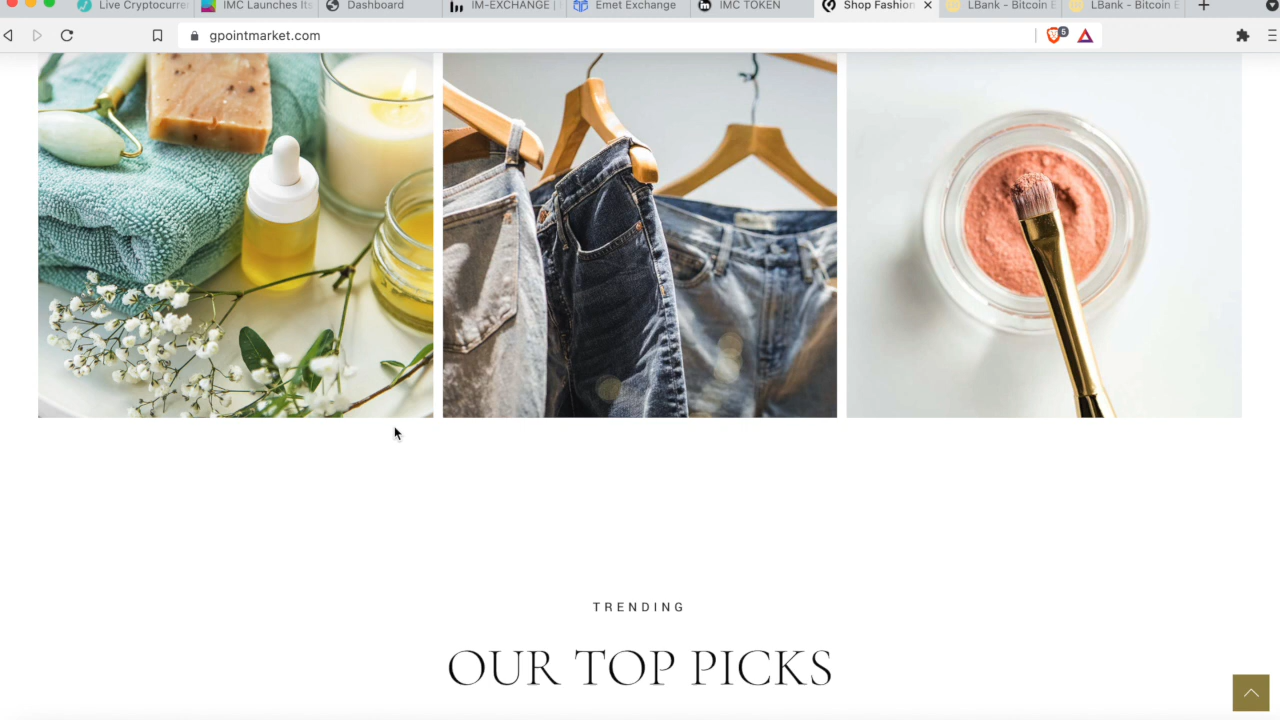 Live Cryptocurre
IMC Launches Its
Dashboard
IM-EXCHANGE |
Emet Exchange
IMC TOKEN
Shop Fashion
LBank - Bitcoin E
LBank - Bitcoin E
gpointmarket.com
5
TRENDING
OUR TOP PICKS